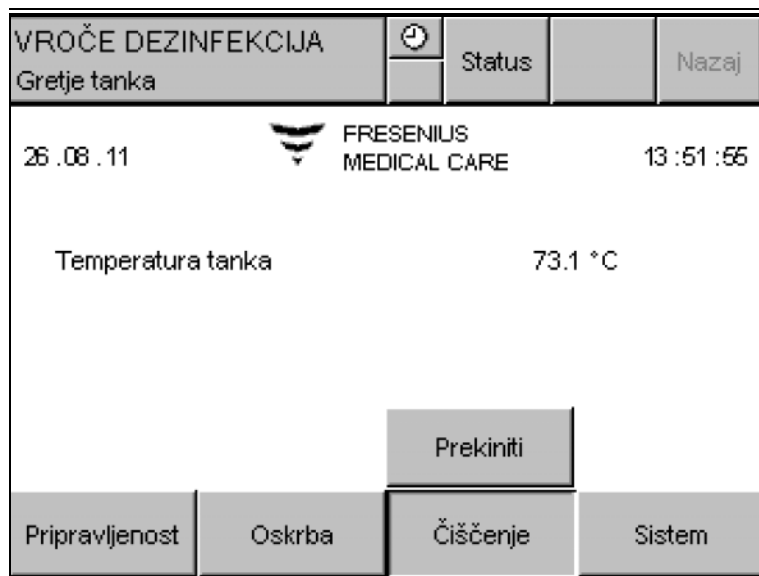 VROČE DEZINFEKCIJA
Gretje tanka
Status
Nazaj
26 .08 .11
FRESENIUS
MEDICAL CARE
13 :51 :55
Temperatura tanka 73.1 °C
Prekiniti
Pripravljenost Oskrba Čiščenje Sistem